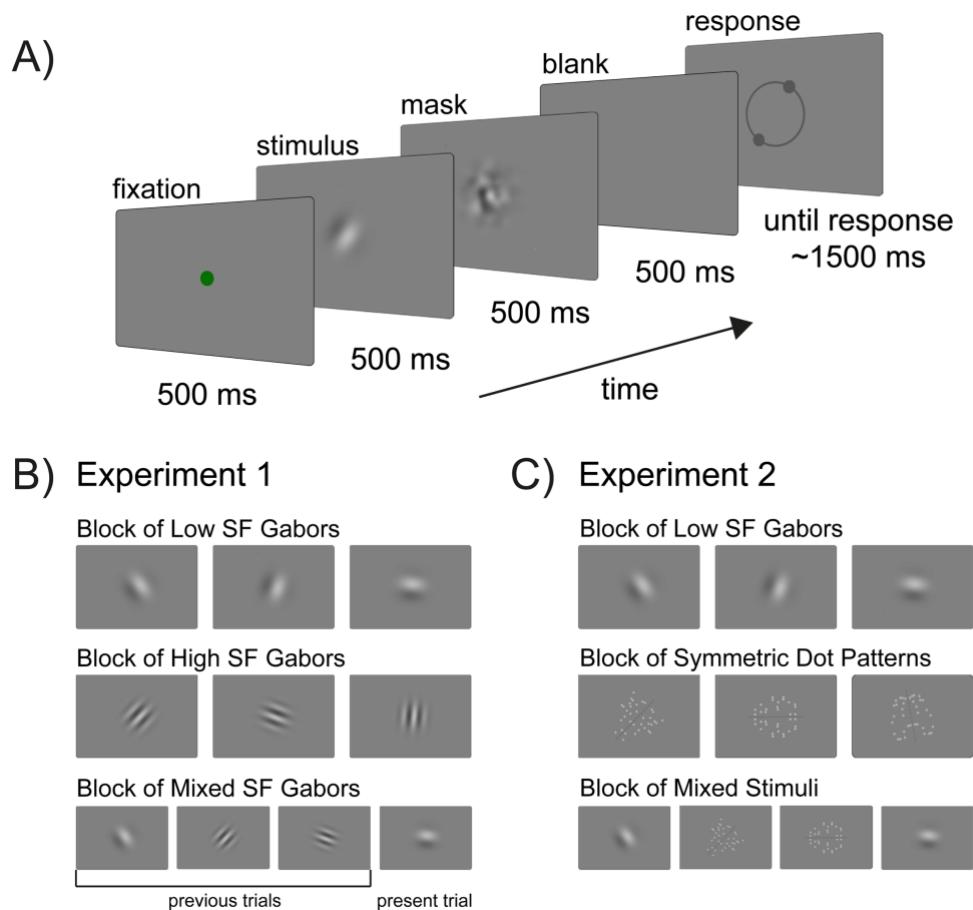 A)
fixation
stimulus
mask
blank
response
500 ms
500 ms
500 ms
500 ms
until response
~1500 ms
time
B) Experiment 1
Block of Low SF Gabors
Block of High SF Gabors
Block of Mixed SF Gabors
previous trials
present trial
C) Experiment 2
Block of Low SF Gabors
Block of Symmetric Dot Patterns
Block of Mixed Stimuli